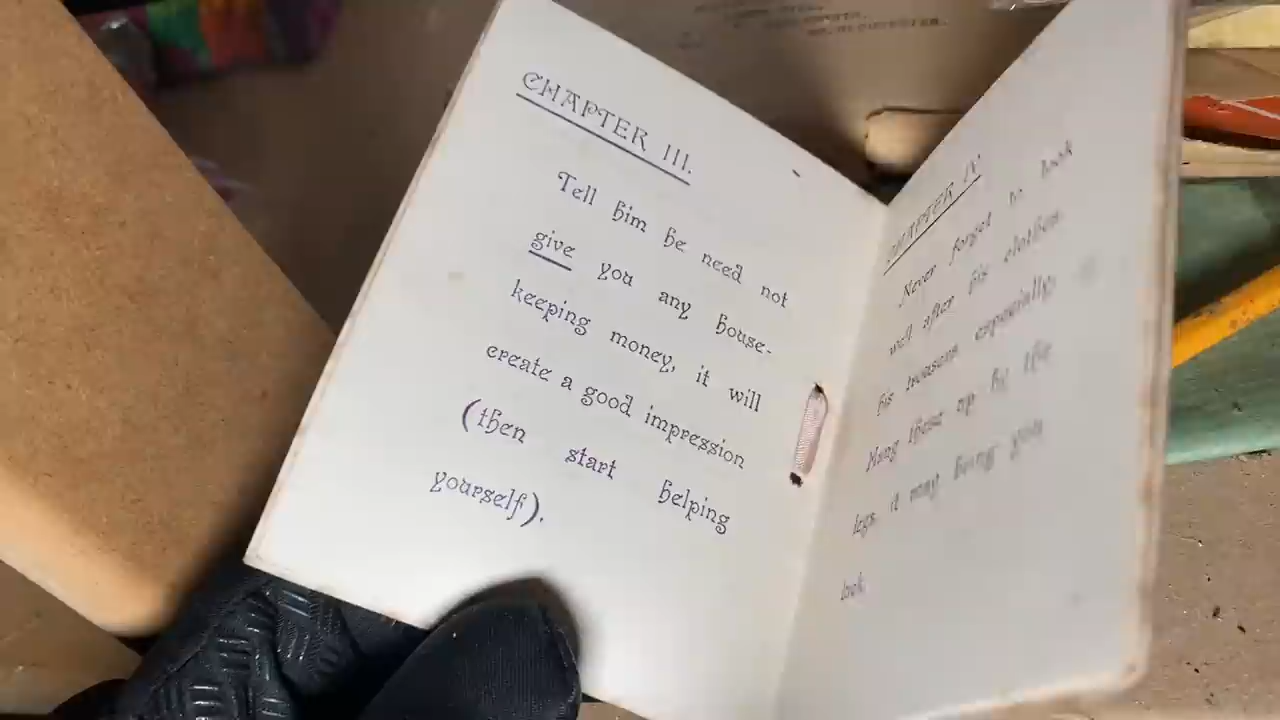 CHAPTER III.
Tell him he need not
give you any house-
keeping money, it will
create a good impression
(then start helping
yourself).
CHAPTER IV
Never forget to look
well after his clothes
his trousers especially,
Hang these up by the
legs it may bring you
luck